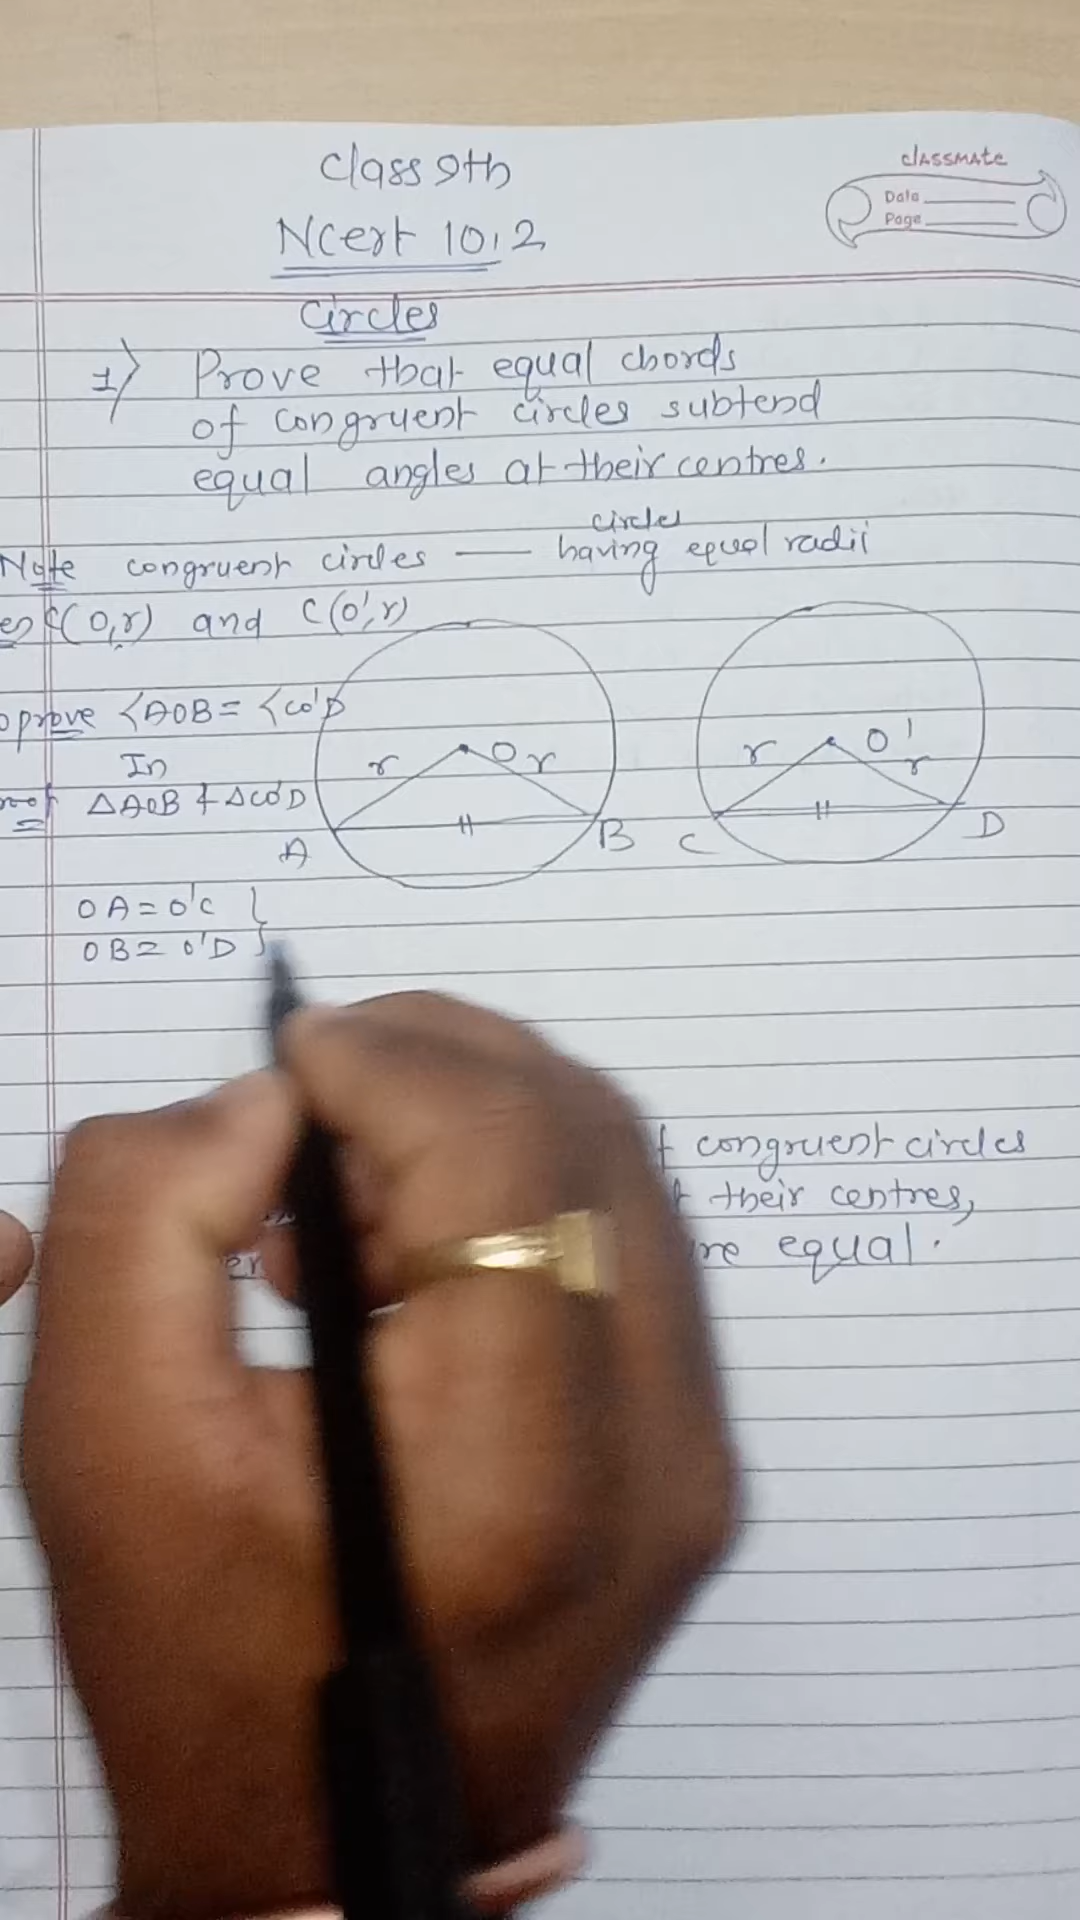 Class 9th
Ncert 10.2
classmate
Date
Page
Circles
1) Prove that equal chords
of congruent circles subtend
equal angles at their centres.
circles
Note congruent circles — having equal radii
C(O,r) and C(O',r)
prove <AOB = <CO'D
In
ΔAOB & ΔCO'D
r O r
r O' r
A B C D
OA = O'C }
OB = O'D }
congruent circles
their centres,
equal.